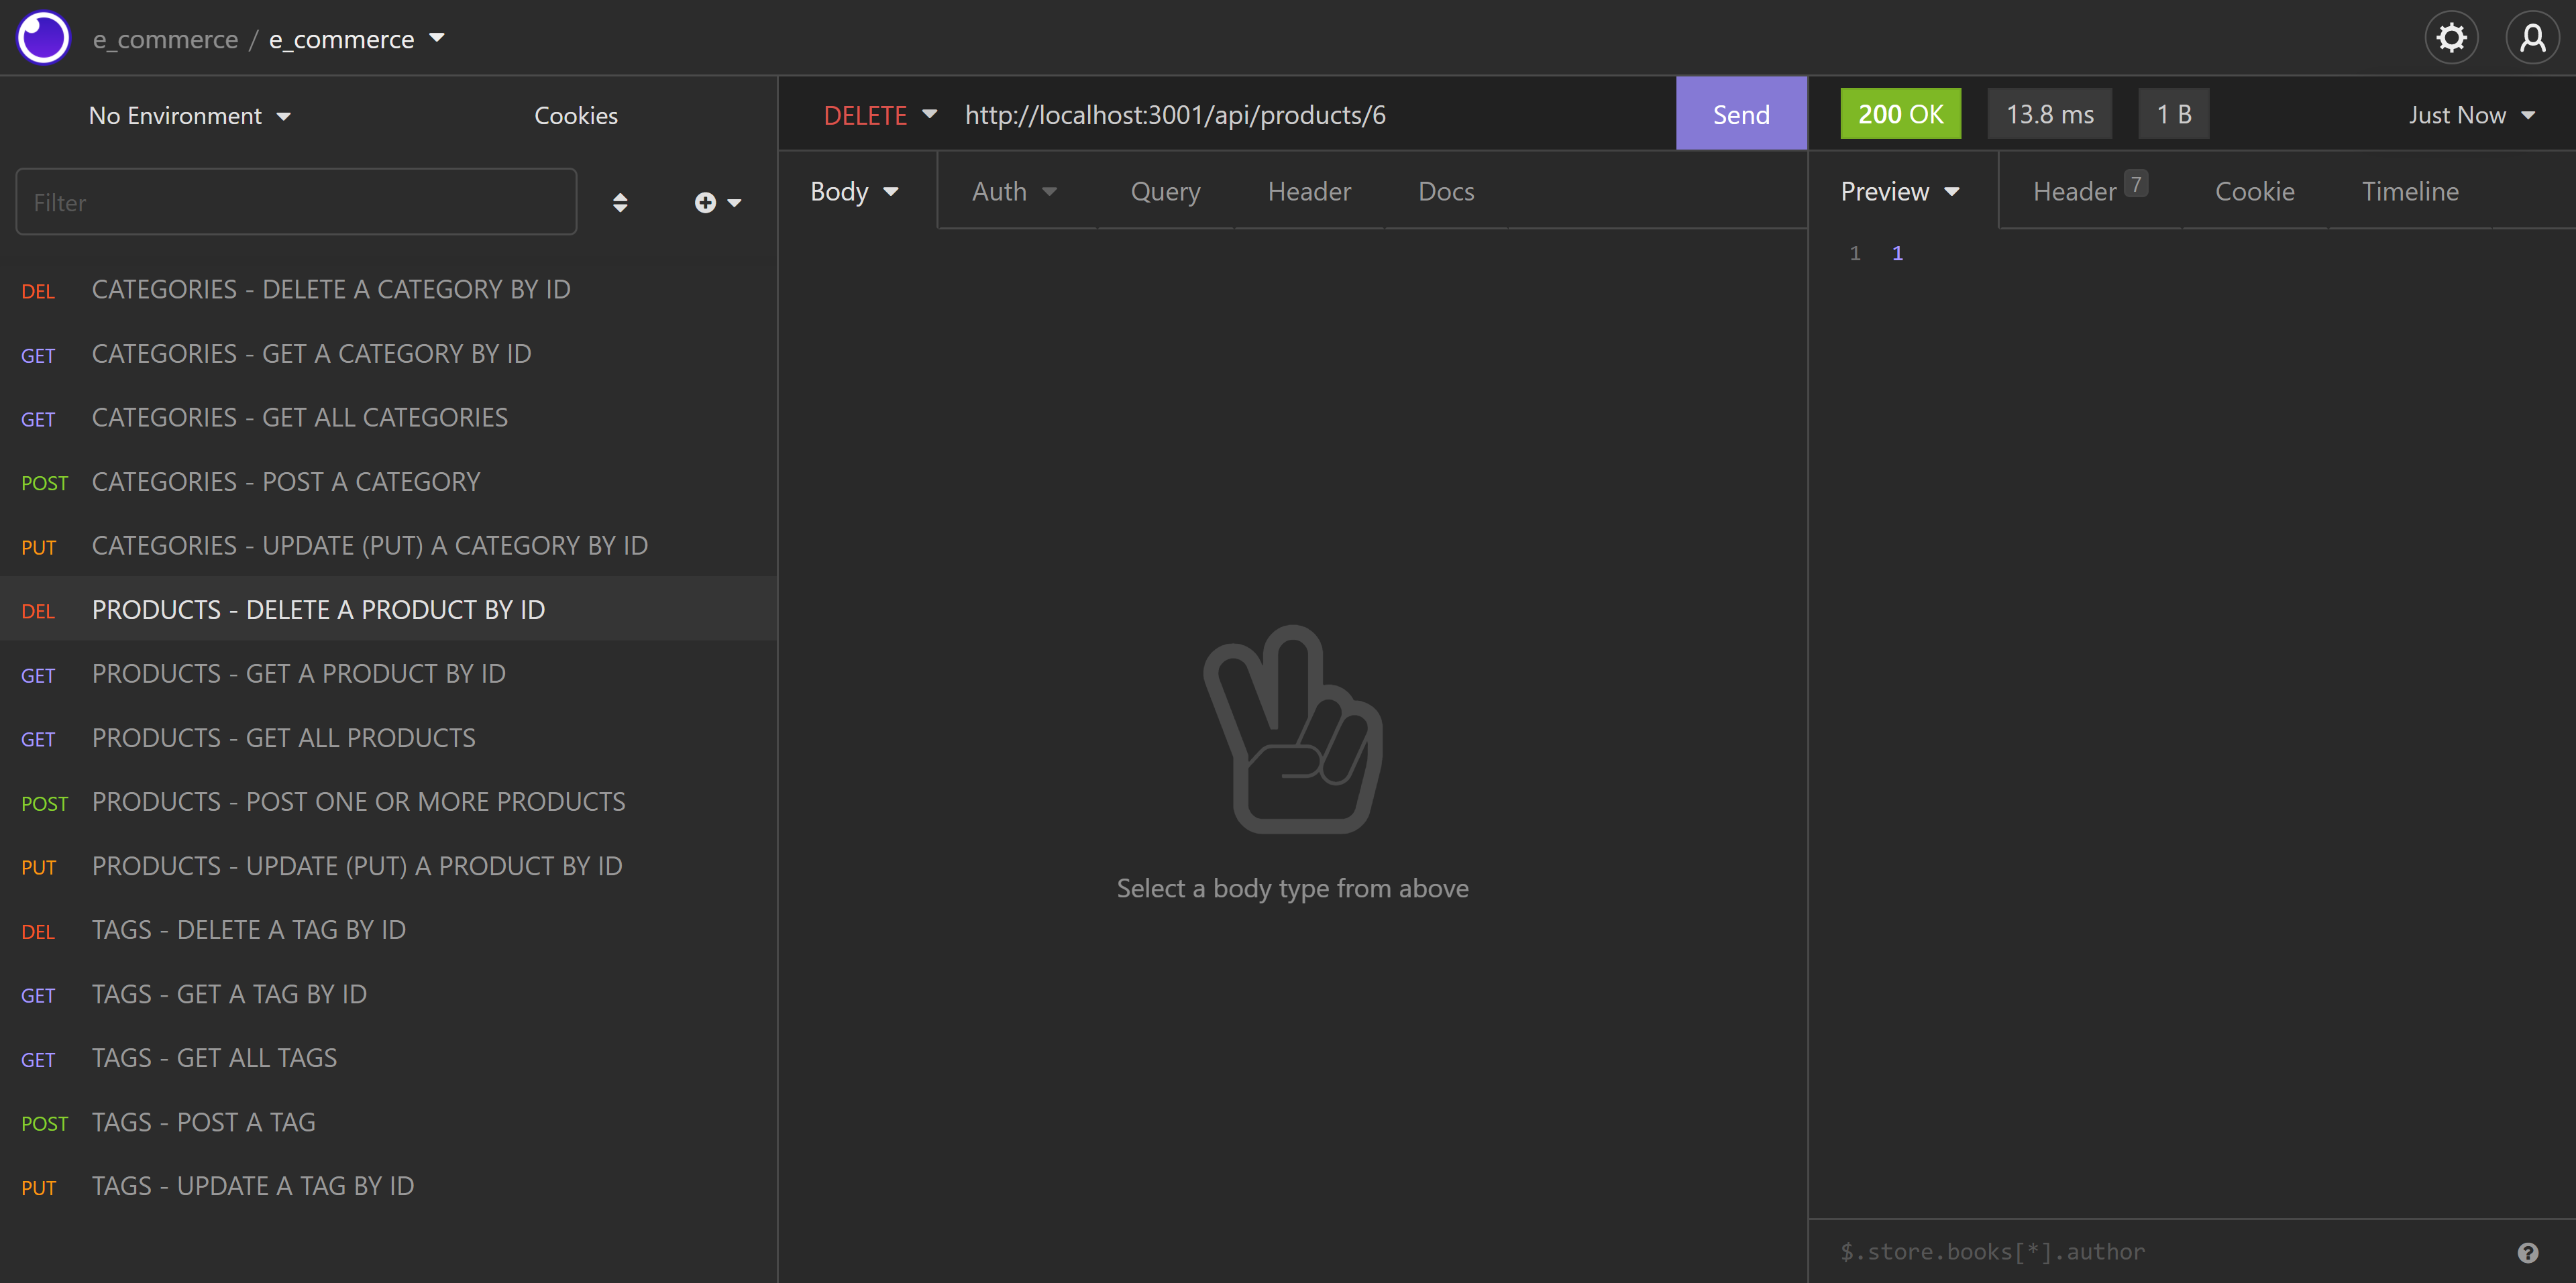 e_commerce / e_commerce
No Environment
Cookies
Filter
DEL CATEGORIES - DELETE A CATEGORY BY ID
GET CATEGORIES - GET A CATEGORY BY ID
GET CATEGORIES - GET ALL CATEGORIES
POST CATEGORIES - POST A CATEGORY
PUT CATEGORIES - UPDATE (PUT) A CATEGORY BY ID
DEL PRODUCTS - DELETE A PRODUCT BY ID
GET PRODUCTS - GET A PRODUCT BY ID
GET PRODUCTS - GET ALL PRODUCTS
POST PRODUCTS - POST ONE OR MORE PRODUCTS
PUT PRODUCTS - UPDATE (PUT) A PRODUCT BY ID
DEL TAGS - DELETE A TAG BY ID
GET TAGS - GET A TAG BY ID
GET TAGS - GET ALL TAGS
POST TAGS - POST A TAG
PUT TAGS - UPDATE A TAG BY ID
DELETE http://localhost:3001/api/products/6 Send
Body Auth Query Header Docs
Select a body type from above
200 OK 13.8 ms 1 B Just Now
Preview Header 7 Cookie Timeline
1 1
$.store.books[*].author ?